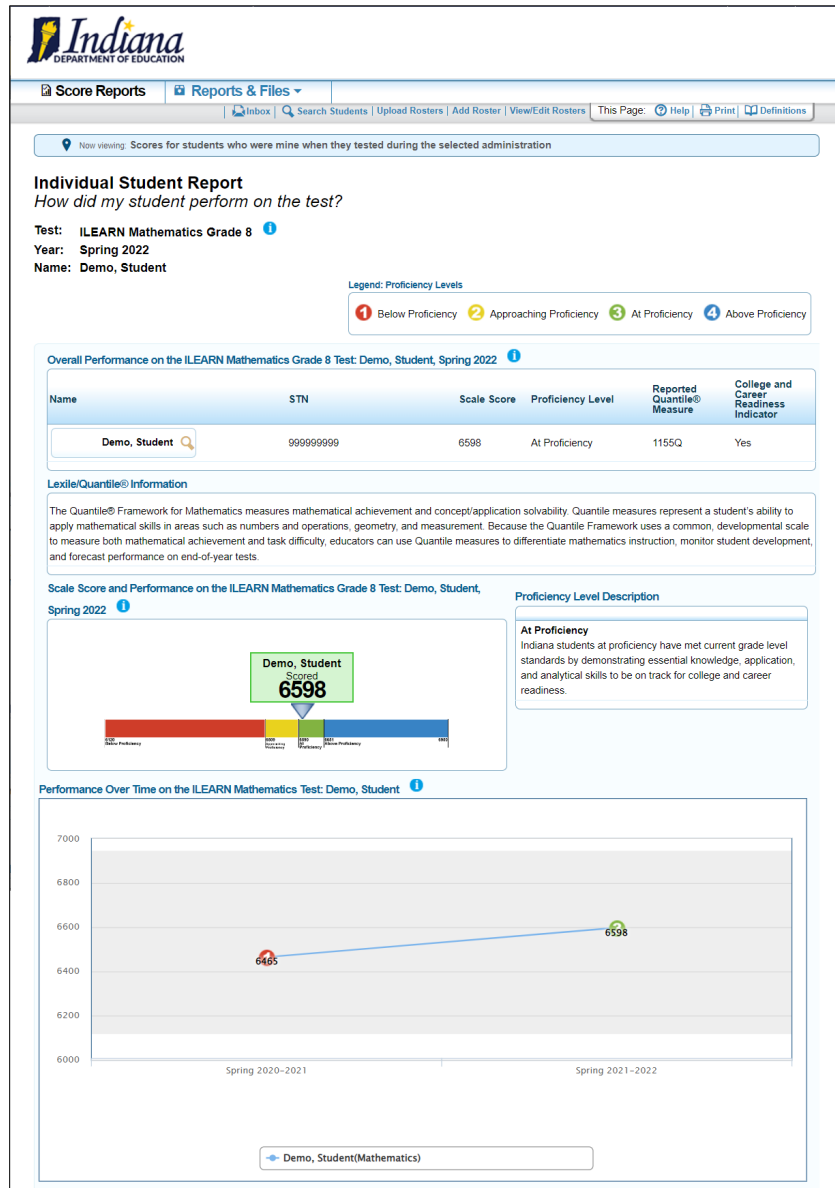 Indiana
DEPARTMENT OF EDUCATION
Score Reports
Reports & Files
Inbox | Search Students | Upload Rosters | Add Roster | View/Edit Rosters
This Page: Help | Print | Definitions
Now viewing: Scores for students who were mine when they tested during the selected administration
Individual Student Report
How did my student perform on the test?
Test: ILEARN Mathematics Grade 8
Year: Spring 2022
Name: Demo, Student
Legend: Proficiency Levels
1 Below Proficiency 2 Approaching Proficiency 3 At Proficiency 4 Above Proficiency
Overall Performance on the ILEARN Mathematics Grade 8 Test: Demo, Student, Spring 2022
Name STN Scale Score Proficiency Level Reported Quantile® Measure College and Career Readiness Indicator
Demo, Student 999999999 6598 At Proficiency 1155Q Yes
Lexile/Quantile® Information
The Quantile® Framework for Mathematics measures mathematical achievement and concept/application solvability. Quantile measures represent a student's ability to
apply mathematical skills in areas such as numbers and operations, geometry, and measurement. Because the Quantile Framework uses a common, developmental scale
to measure both mathematical achievement and task difficulty, educators can use Quantile measures to differentiate mathematics instruction, monitor student development,
and forecast performance on end-of-year tests.
Scale Score and Performance on the ILEARN Mathematics Grade 8 Test: Demo, Student,
Spring 2022
Demo, Student
Scored
6598
Below Proficiency
Above Proficiency
Proficiency Level Description
At Proficiency
Indiana students at proficiency have met current grade level
standards by demonstrating essential knowledge, application,
and analytical skills to be on track for college and career
readiness.
Performance Over Time on the ILEARN Mathematics Test: Demo, Student
7000
6800
6600
6400
6200
6000
6465
6598
Spring 2020-2021
Spring 2021-2022
Demo, Student(Mathematics)